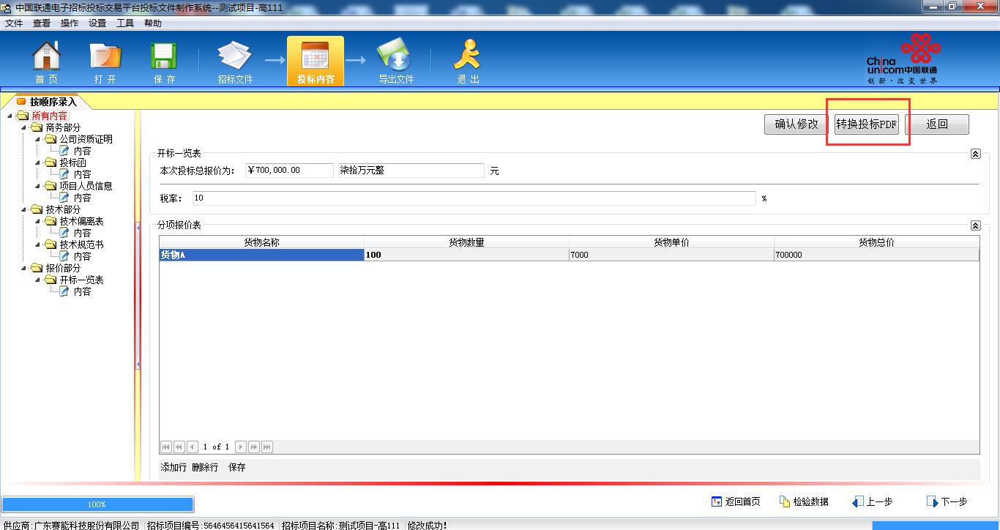 中国联通电子招标投标交易平台投标文件制作系统--测试项目-高111
文件 查看 操作 设置 工具 帮助
首 页 打 开 保 存 招标文件 投标内容 导出文件 退 出
China unicom中国联通
创新·改变世界
按顺序录入
所有内容
商务部分
公司资质证明
内容
投标函
内容
项目人员信息
内容
技术部分
技术偏离表
内容
技术规范书
内容
报价部分
开标一览表
内容
确认修改 转换投标PDF 返回
开标一览表
本次投标总报价为: ￥700,000.00 柒拾万元整 元
税率: 10 %
分项报价表
货物名称 货物数量 货物单价 货物总价
货物A 100 7000 700000
1 of 1
添加行 删除行 保存
100%
返回首页 检验数据 上一步 下一步
供应商:广东赛能科技股份有限公司 招标项目编号:5646456415641564 招标项目名称:测试项目-高111 修改成功!